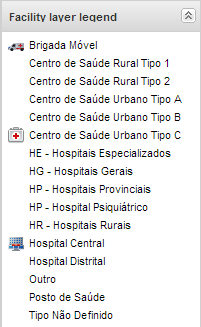 Facility layer legend
Brigada Móvel
Centro de Saúde Rural Tipo 1
Centro de Saúde Rural Tipo 2
Centro de Saúde Urbano Tipo A
Centro de Saúde Urbano Tipo B
Centro de Saúde Urbano Tipo C
HE - Hospitais Especializados
HG - Hospitais Gerais
HP - Hospitais Provinciais
HP - Hospital Psiquiátrico
HR - Hospitais Rurais
Hospital Central
Hospital Distrital
Outro
Posto de Saúde
Tipo Não Definido